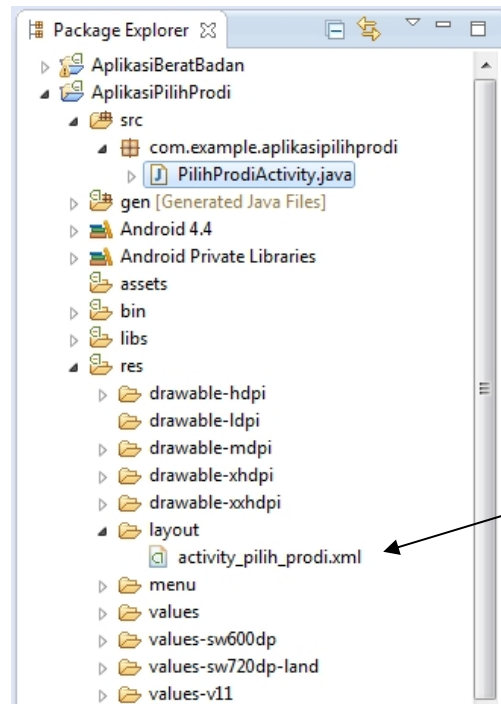 Package Explorer
AplikasiBeratBadan
AplikasiPilihProdi
src
com.example.aplikasipilihprodi
PilihProdiActivity.java
gen [Generated Java Files]
Android 4.4
Android Private Libraries
assets
bin
libs
res
drawable-hdpi
drawable-ldpi
drawable-mdpi
drawable-xhdpi
drawable-xxhdpi
layout
activity_pilih_prodi.xml
menu
values
values-sw600dp
values-sw720dp-land
values-v11